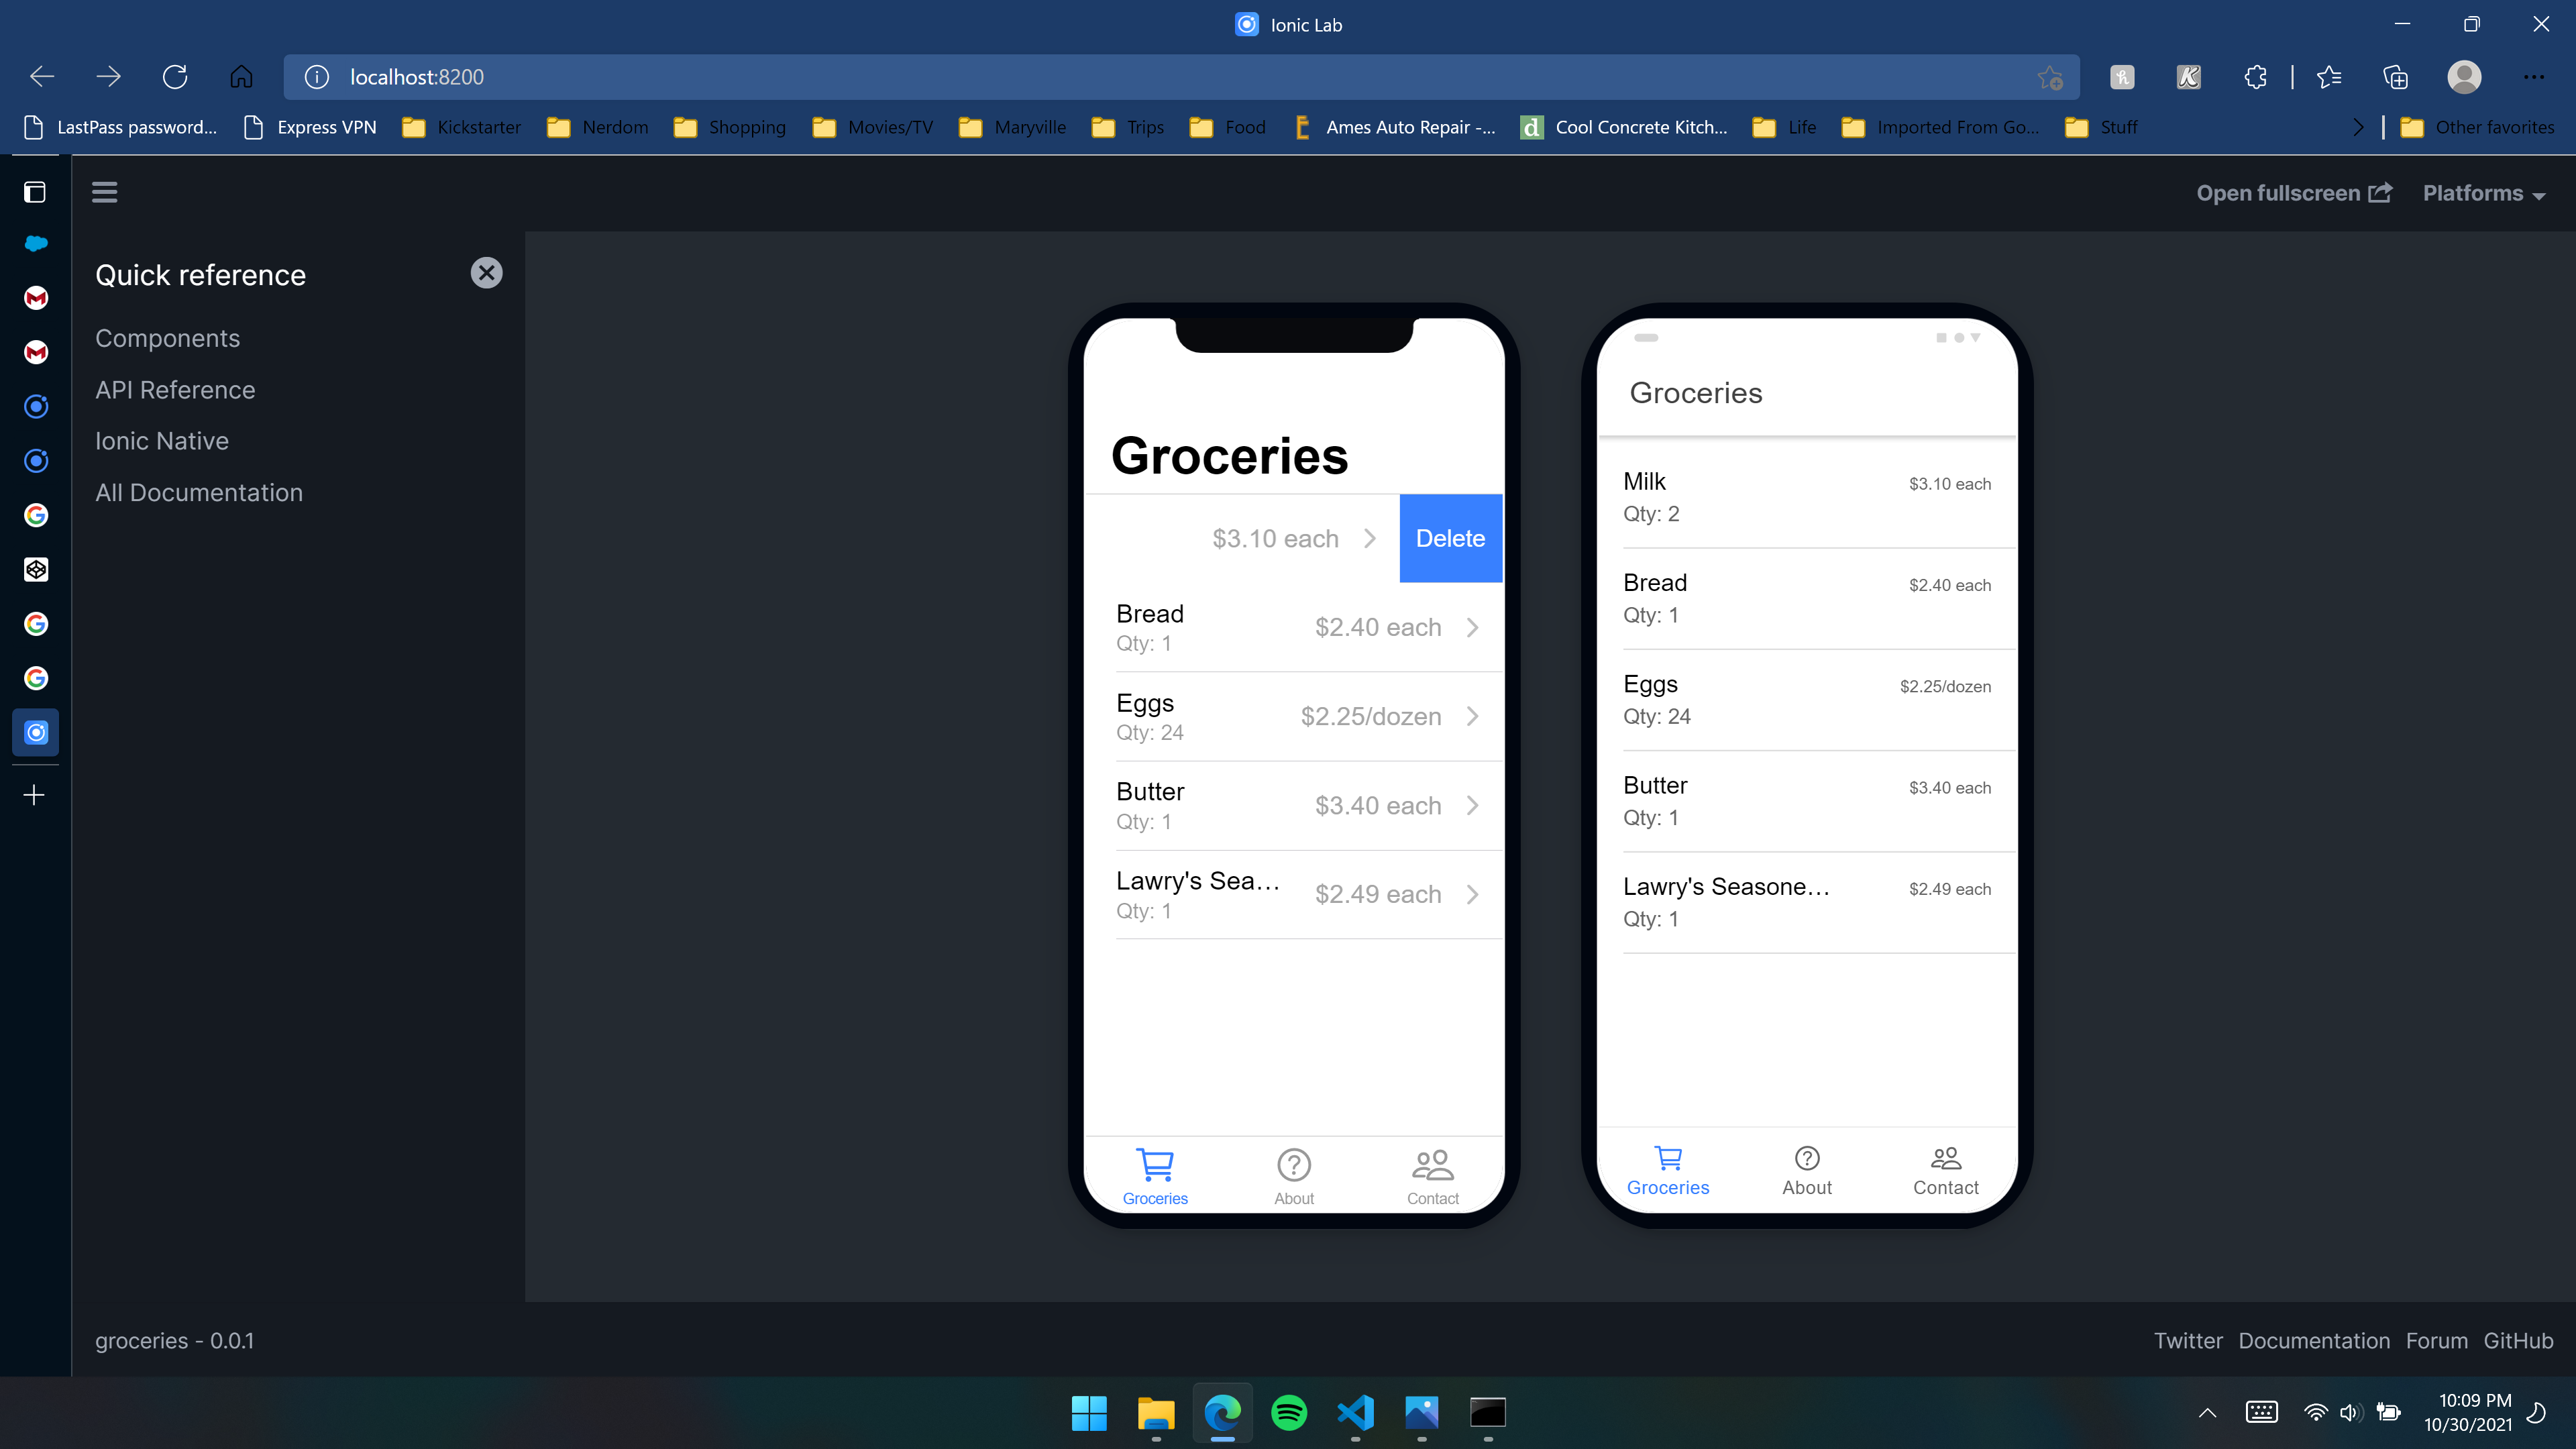 Ionic Lab
localhost:8200
LastPass password... Express VPN Kickstarter Nerdom Shopping Movies/TV Maryville Trips Food Ames Auto Repair -... Cool Concrete Kitch... Life Imported From Go... Stuff Other favorites
Open fullscreen Platforms
Quick reference
Components
API Reference
Ionic Native
All Documentation
Groceries
$3.10 each Delete
Bread
Qty: 1
$2.40 each
Eggs
Qty: 24
$2.25/dozen
Butter
Qty: 1
$3.40 each
Lawry's Sea...
Qty: 1
$2.49 each
Groceries About Contact
Groceries
Milk
Qty: 2
$3.10 each
Bread
Qty: 1
$2.40 each
Eggs
Qty: 24
$2.25/dozen
Butter
Qty: 1
$3.40 each
Lawry's Seasone...
Qty: 1
$2.49 each
Groceries About Contact
groceries - 0.0.1
Twitter Documentation Forum GitHub
10:09 PM
10/30/2021